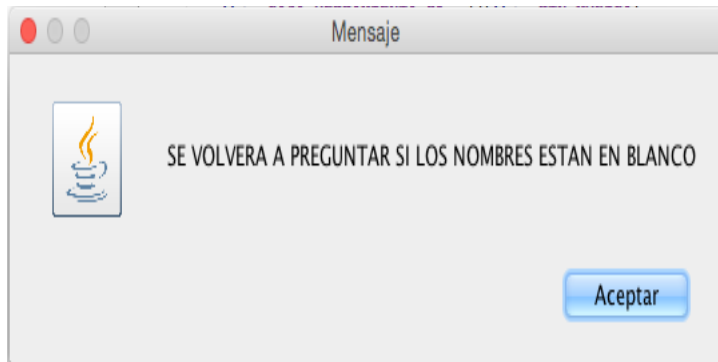 Mensaje
SE VOLVERA A PREGUNTAR SI LOS NOMBRES ESTAN EN BLANCO
Aceptar